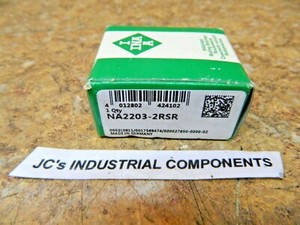 INA
4 012802 424102
1 Qty
NA2203-2RSR
MADE IN GERMANY
JC's INDUSTRIAL COMPONENTS